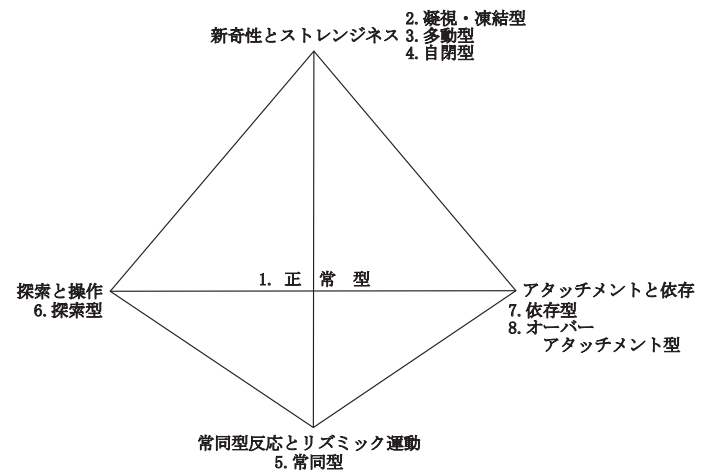 2.凝視・凍結型
新奇性とストレンジネス 3.多動型
4.自閉型
1. 正 常 型
探索と操作
6.探索型
アタッチメントと依存
7.依存型
8.オーバー
アタッチメント型
常同型反応とリズミック運動
5.常同型